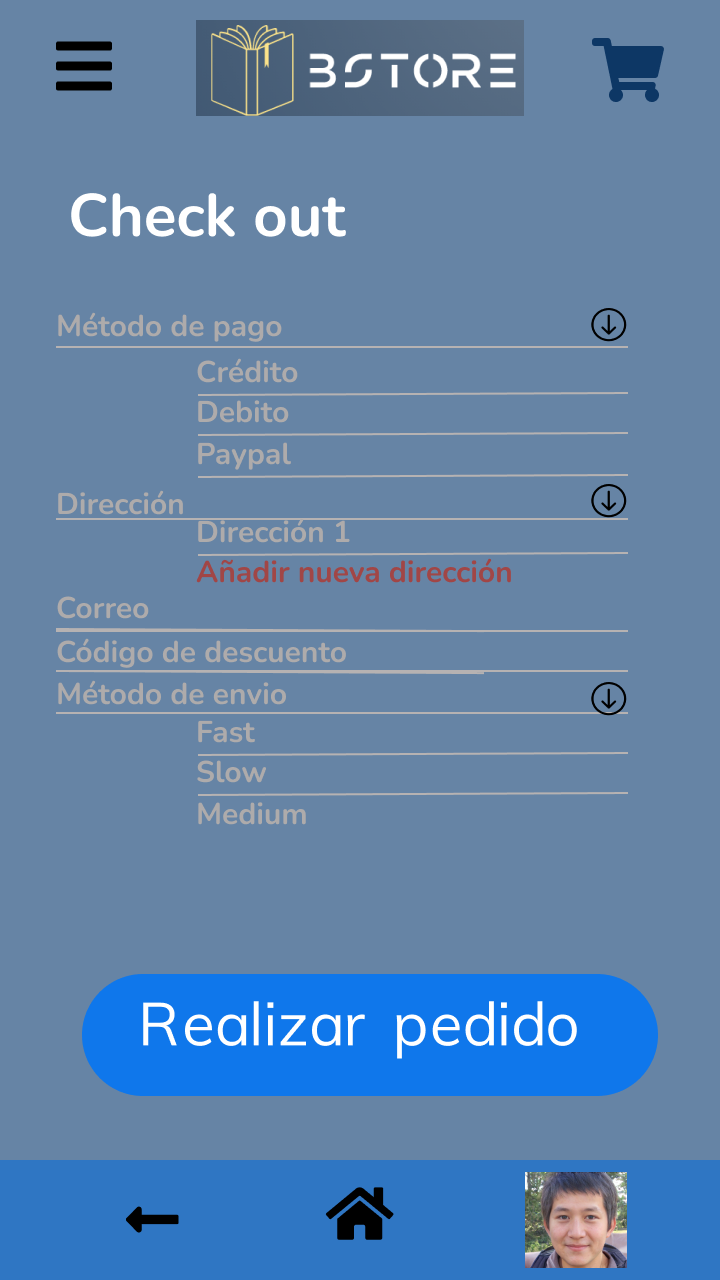 BSTORE
Check out
Método de pago
Crédito
Debito
Paypal
Dirección
Dirección 1
Añadir nueva dirección
Correo
Código de descuento
Método de envio
Fast
Slow
Medium
Realizar pedido